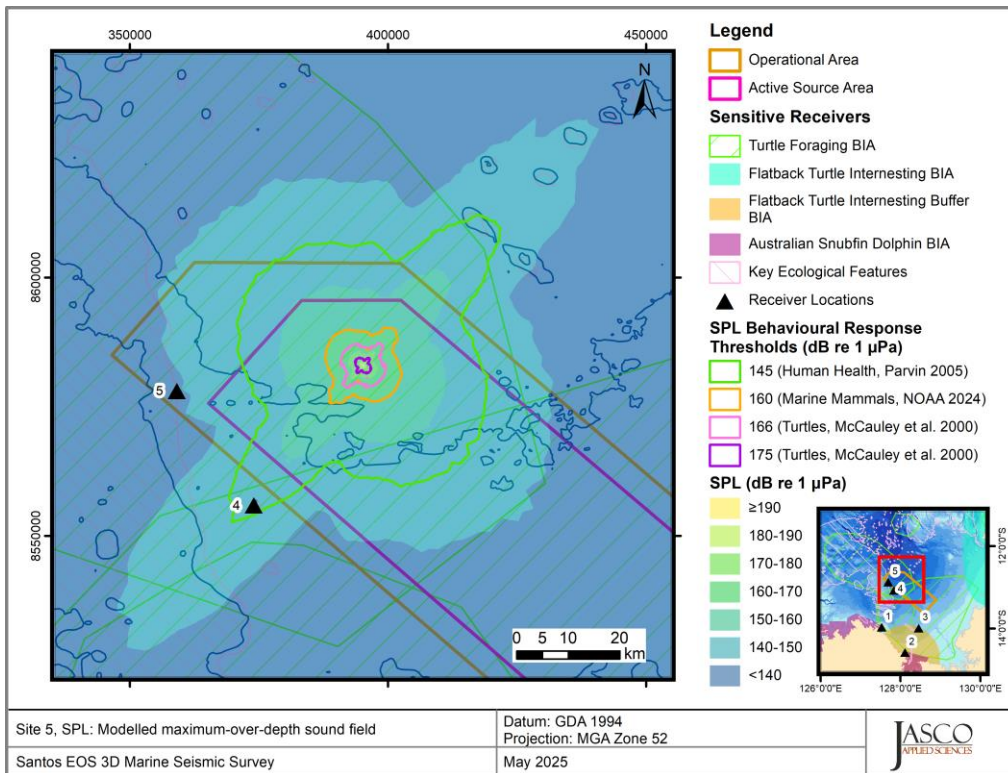 350000
400000
450000
8600000
8550000
N
5
4
0 5 10 20
km
Legend
Operational Area
Active Source Area
Sensitive Receivers
Turtle Foraging BIA
Flatback Turtle Internesting BIA
Flatback Turtle Internesting Buffer
BIA
Australian Snubfin Dolphin BIA
Key Ecological Features
Receiver Locations
SPL Behavioural Response
Thresholds (dB re 1 µPa)
145 (Human Health, Parvin 2005)
160 (Marine Mammals, NOAA 2024)
166 (Turtles, McCauley et al. 2000)
175 (Turtles, McCauley et al. 2000)
SPL (dB re 1 µPa)
≥190
180-190
170-180
160-170
150-160
140-150
<140
5
4
1
3
2
12°0'0"S
14°0'0"S
126°0'0"E
128°0'0"E
130°0'0"E
Site 5, SPL: Modelled maximum-over-depth sound field
Datum: GDA 1994
Projection: MGA Zone 52
Santos EOS 3D Marine Seismic Survey
May 2025
JASCO
APPLIED SCIENCES